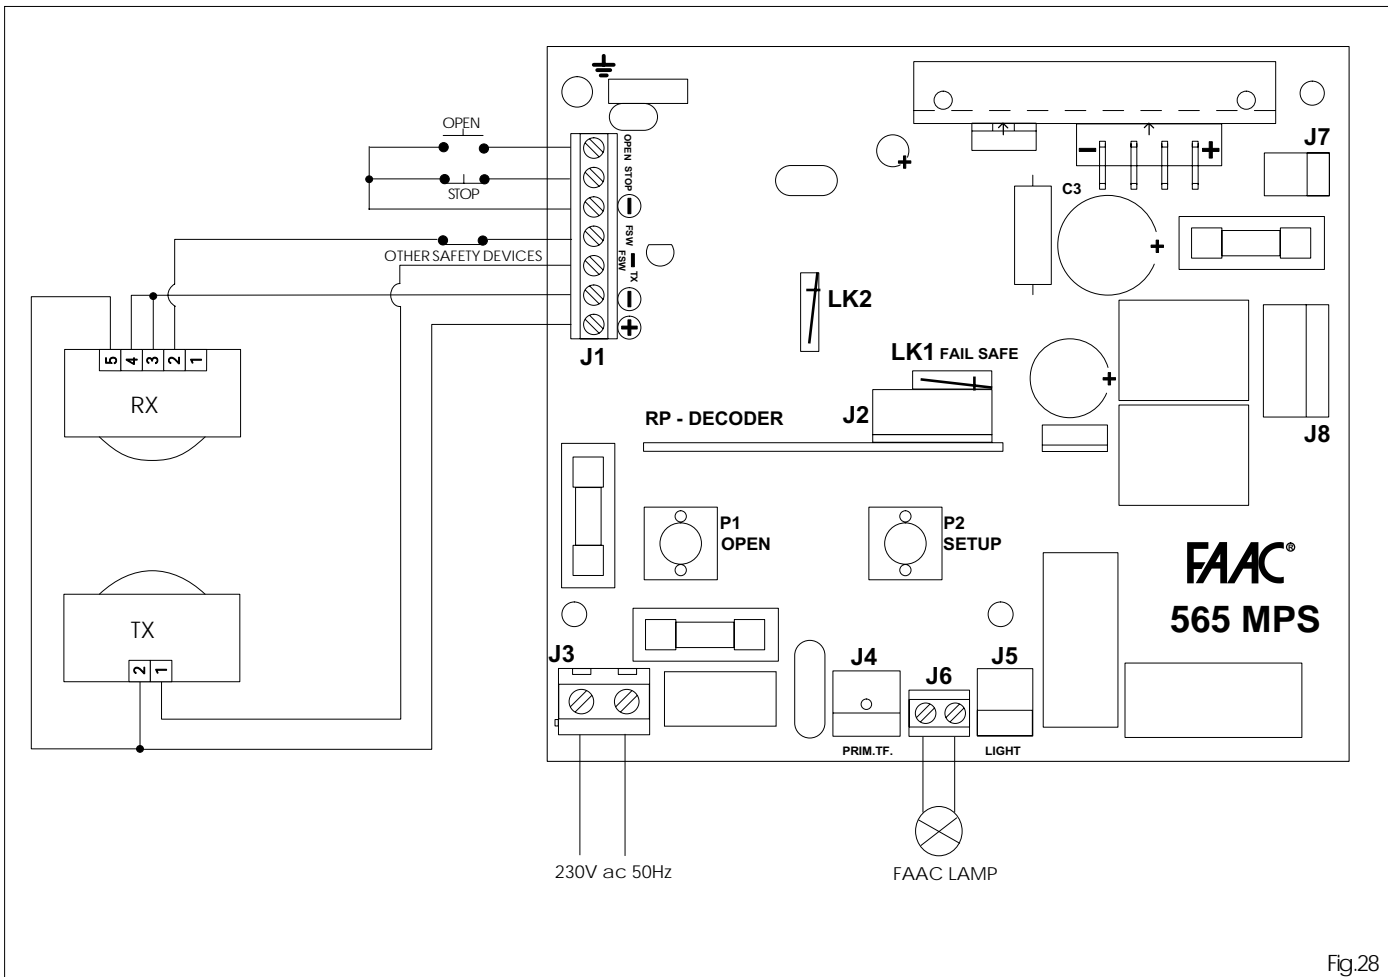 OPEN
STOP
OTHER SAFETY DEVICES
OPEN STOP
−
FSW
− TX FSW
−
+
J1
5 4 3 2 1
RX
TX
2 1
LK2
LK1 FAIL SAFE
J2
RP - DECODER
− +
C3
+
+
+
J7
J8
P1
OPEN
P2
SETUP
FAAC®
565 MPS
J3
J4
J6
J5
PRIM.TF.
LIGHT
230V ac 50Hz
FAAC LAMP
Fig.28